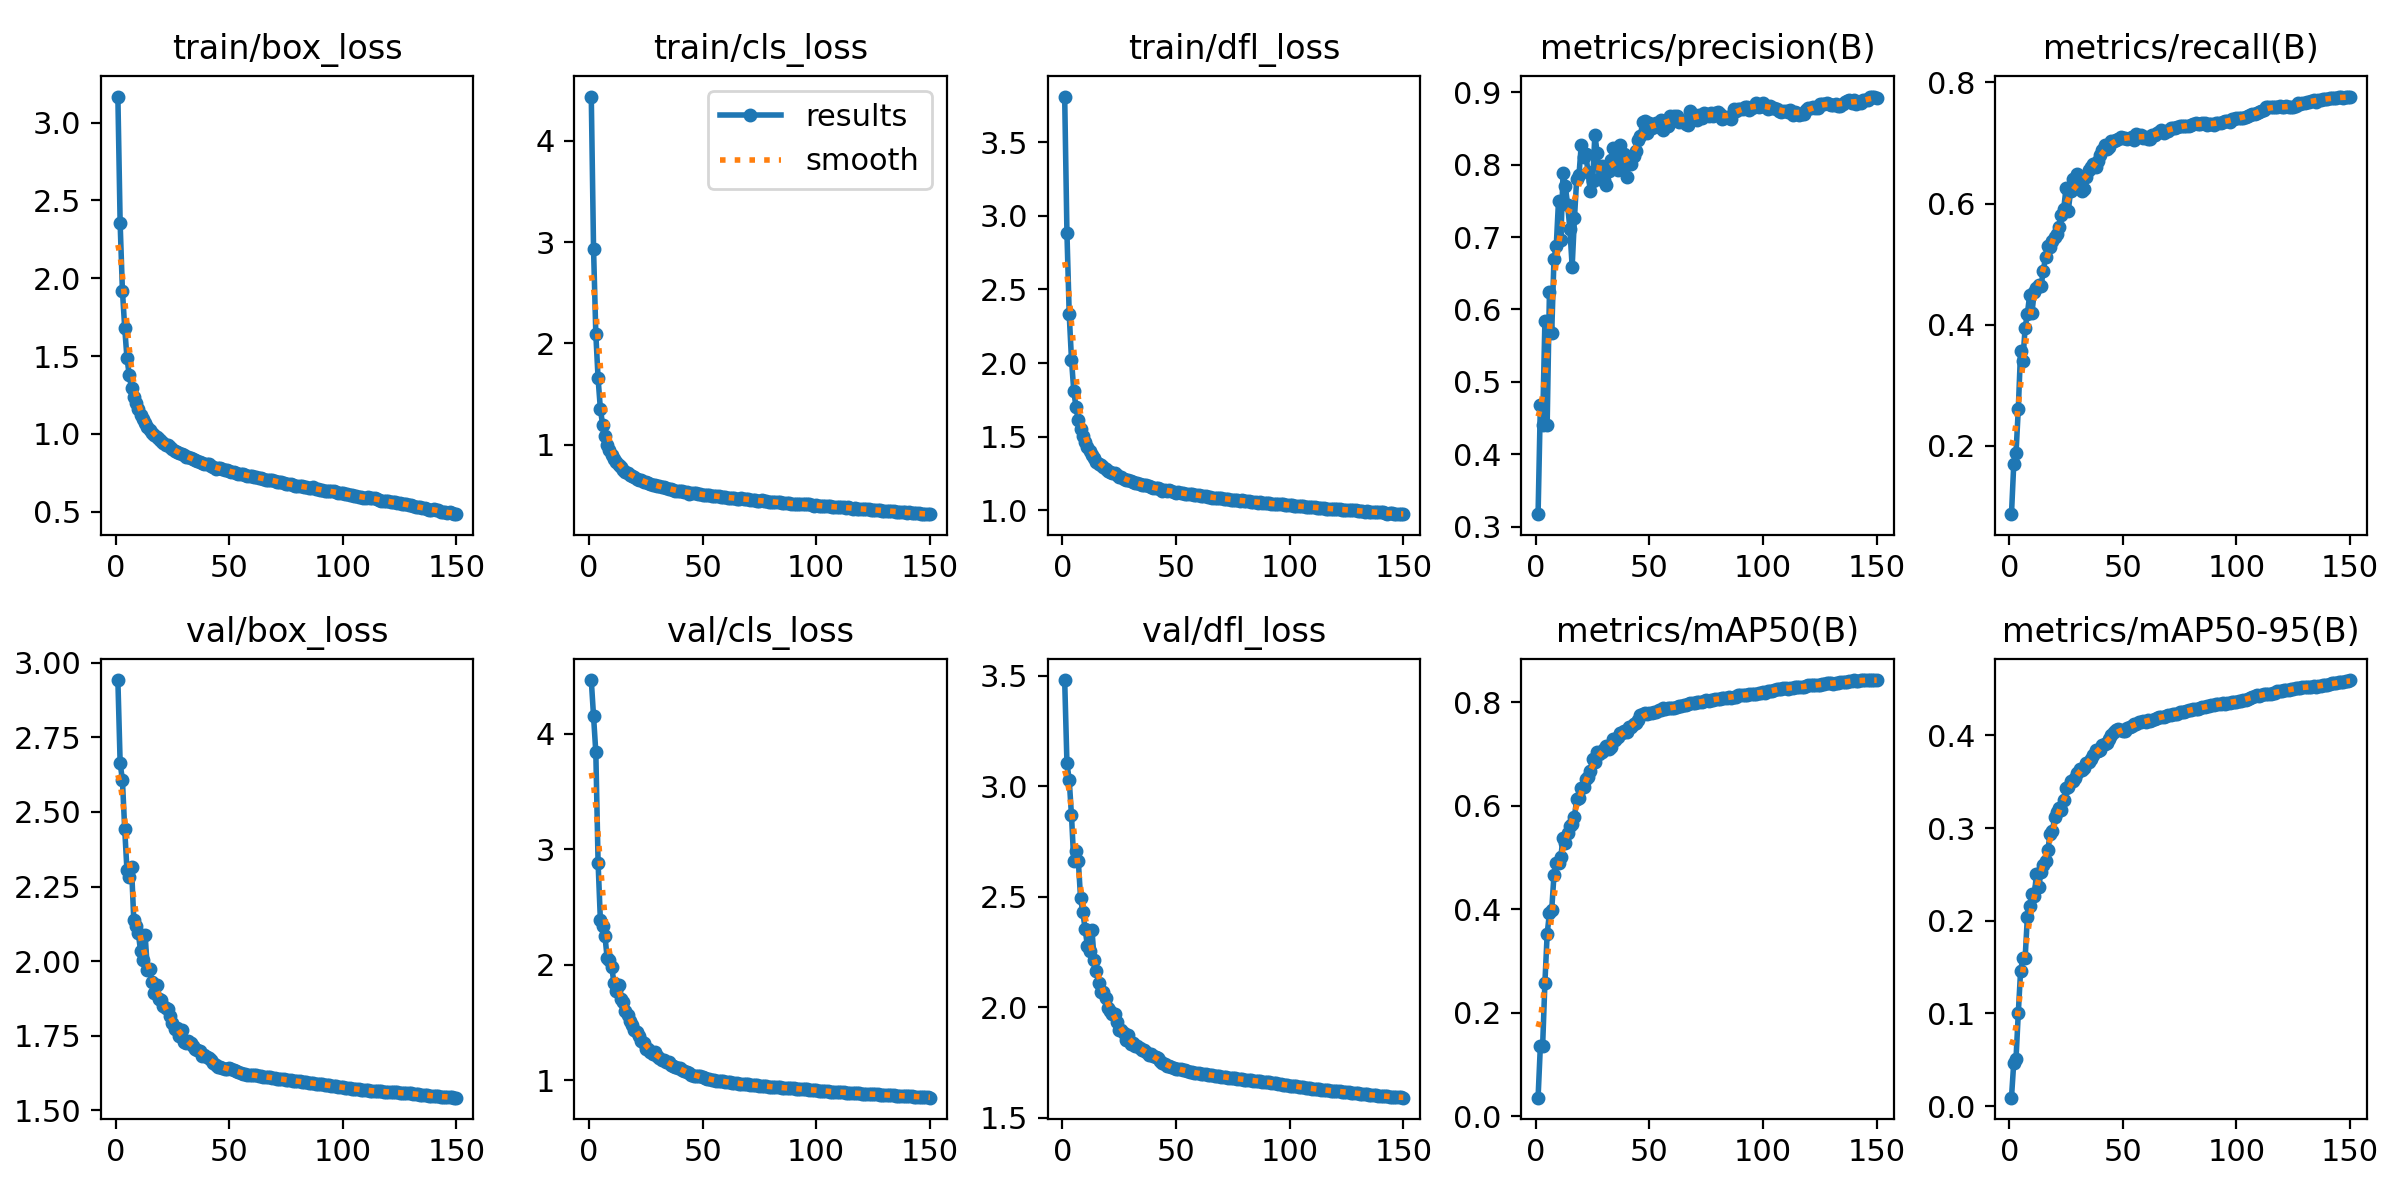 train/box_loss
3.0
2.5
2.0
1.5
1.0
0.5
0 50 100 150
train/cls_loss
results
smooth
4
3
2
1
0 50 100 150
train/dfl_loss
3.5
3.0
2.5
2.0
1.5
1.0
0 50 100 150
metrics/precision(B)
0.9
0.8
0.7
0.6
0.5
0.4
0.3
0 50 100 150
metrics/recall(B)
0.8
0.6
0.4
0.2
0 50 100 150
val/box_loss
3.00
2.75
2.50
2.25
2.00
1.75
1.50
0 50 100 150
val/cls_loss
4
3
2
1
0 50 100 150
val/dfl_loss
3.5
3.0
2.5
2.0
1.5
0 50 100 150
metrics/mAP50(B)
0.8
0.6
0.4
0.2
0.0
0 50 100 150
metrics/mAP50-95(B)
0.4
0.3
0.2
0.1
0.0
0 50 100 150